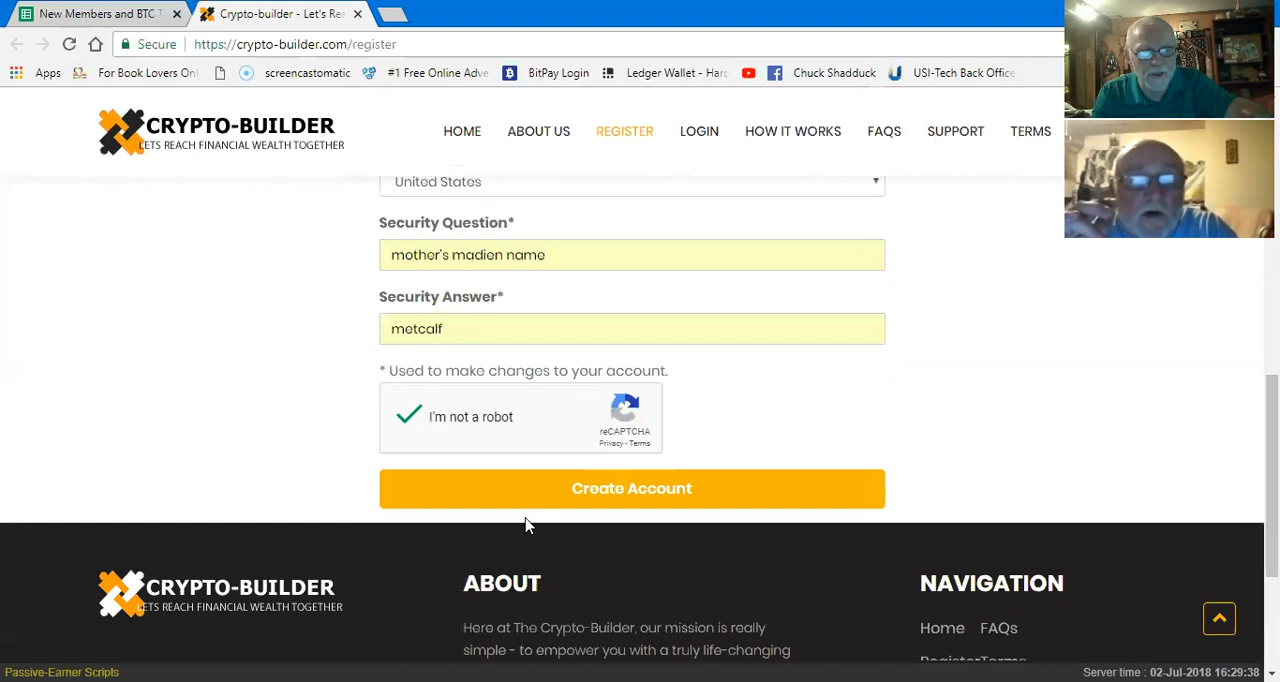 New Members and BTC T
Crypto-builder - Let's Rea
Secure https://crypto-builder.com/register
Apps For Book Lovers Onl screencastomatic #1 Free Online Adve BitPay Login Ledger Wallet - Hard Chuck Shadduck USI-Tech Back Office
CRYPTO-BUILDER
LETS REACH FINANCIAL WEALTH TOGETHER
HOME ABOUT US REGISTER LOGIN HOW IT WORKS FAQS SUPPORT TERMS
United States
Security Question*
mother's madien name
Security Answer*
metcalf
* Used to make changes to your account.
I'm not a robot
reCAPTCHA
Privacy - Terms
Create Account
CRYPTO-BUILDER
LETS REACH FINANCIAL WEALTH TOGETHER
ABOUT
Here at The Crypto-Builder, our mission is really
simple - to empower you with a truly life-changing
NAVIGATION
Home FAQs
Register Terms
Passive-Earner Scripts
Server time : 02-Jul-2018 16:29:38